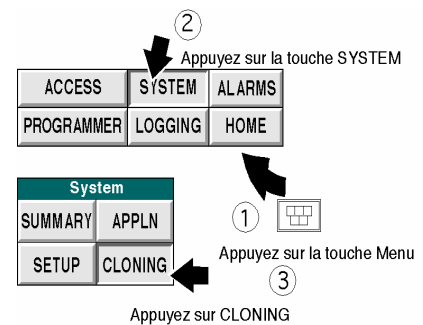 2
Appuyez sur la touche SYSTEM
ACCESS SYSTEM ALARMS
PROGRAMMER LOGGING HOME
System
SUMMARY APPLN
1
SETUP CLONING
Appuyez sur la touche Menu
3
Appuyez sur CLONING